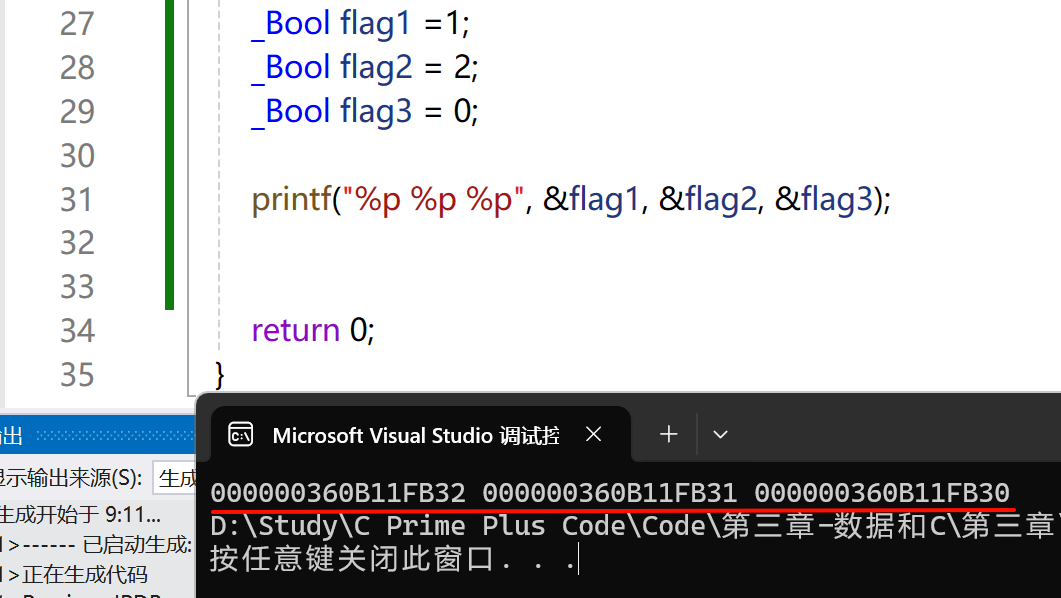 27 _Bool flag1 =1;
28 _Bool flag2 = 2;
29 _Bool flag3 = 0;
30
31 printf("%p %p %p", &flag1, &flag2, &flag3);
32
33
34 return 0;
35 }
Microsoft Visual Studio 调试控
出
显示输出来源(S): 生成
生成开始于 9:11...
1>------ 已启动生成:
1>正在生成代码
000000360B11FB32 000000360B11FB31 000000360B11FB30
D:\Study\C Prime Plus Code\Code\第三章-数据和C\第三章
按任意键关闭此窗口. . .